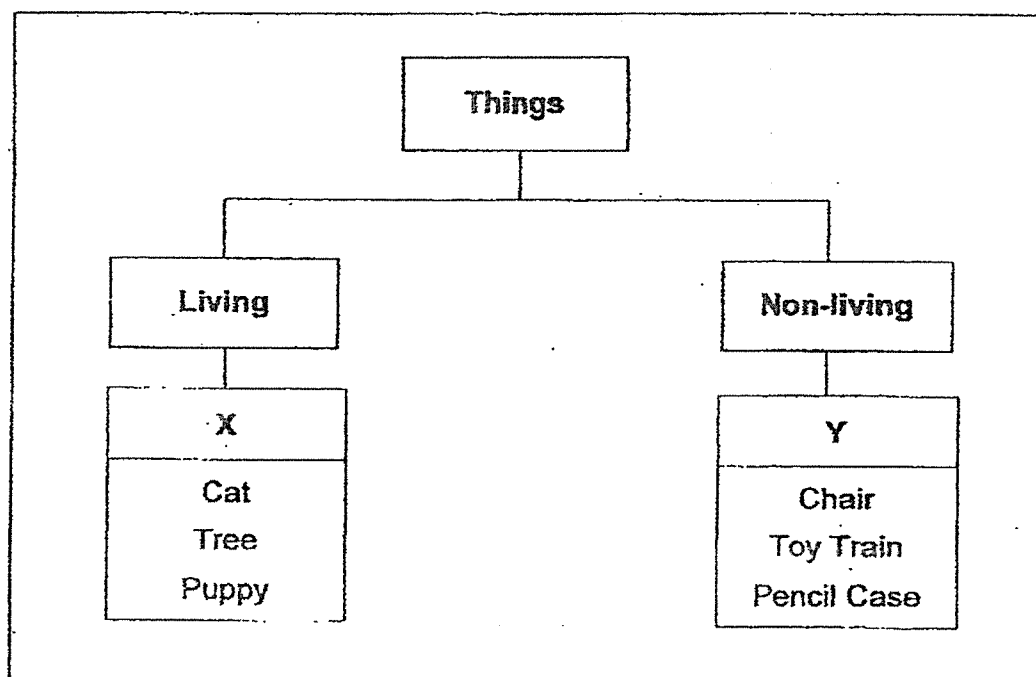 Things
Living
Non-living
X
Cat
Tree
Puppy
Y
Chair
Toy Train
Pencil Case